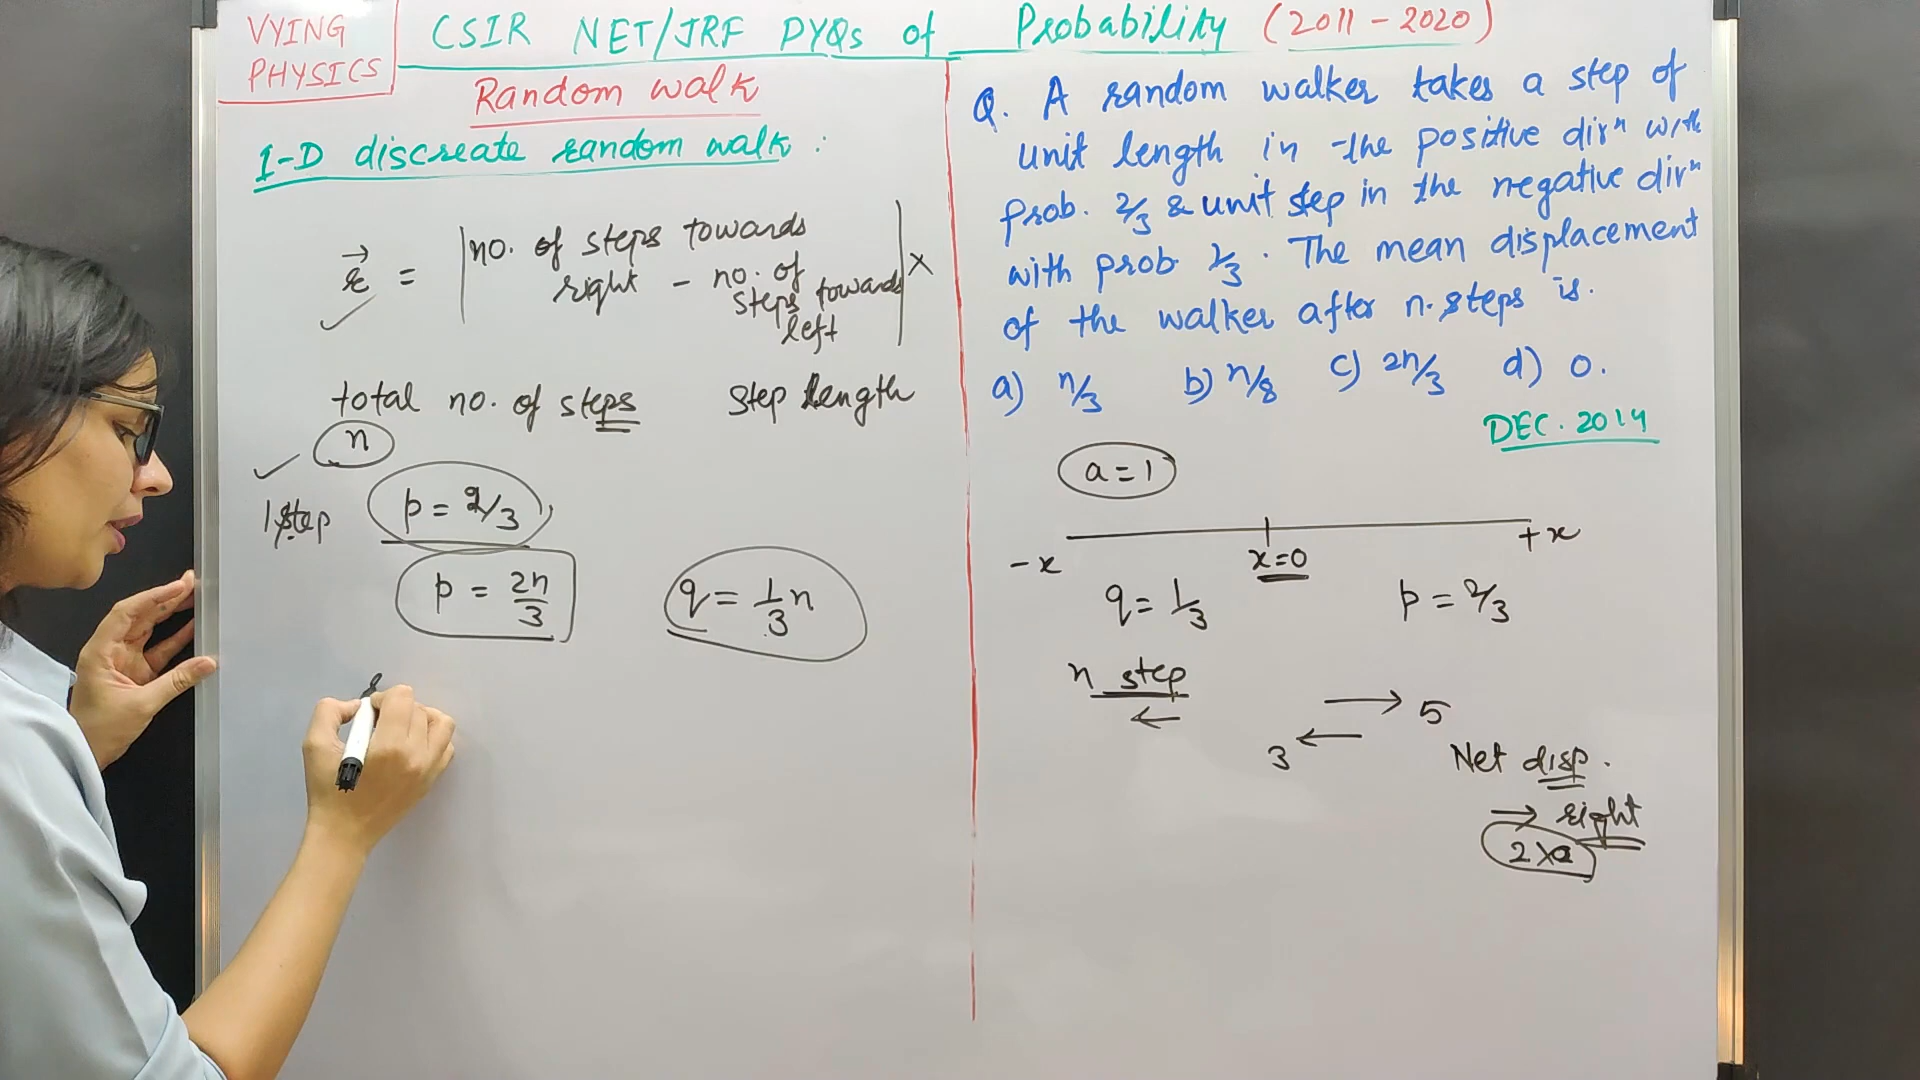 VYING
PHYSICS
CSIR NET/JRF PYQs of Probability (2011-2020)
Random walk
1-D discreate random walk :
r = | no. of steps towards
right - no. of
steps towards
left | ×
total no. of steps step length
n
1 step p = 2/3
p = 2n/3 q = 1/3 n
Q. A random walker takes a step of
unit length in the positive dirⁿ with
prob. 2/3 & unit step in the negative dirⁿ
with prob 1/3 . The mean displacement
of the walker after n. steps is.
a) n/3 b) n/8 c) 2n/3 d) 0.
DEC. 2014
a = 1
-x x=0 +x
q = 1/3 p = 2/3
n step
→ 5
3 ←
Net disp.
→ right
2×a